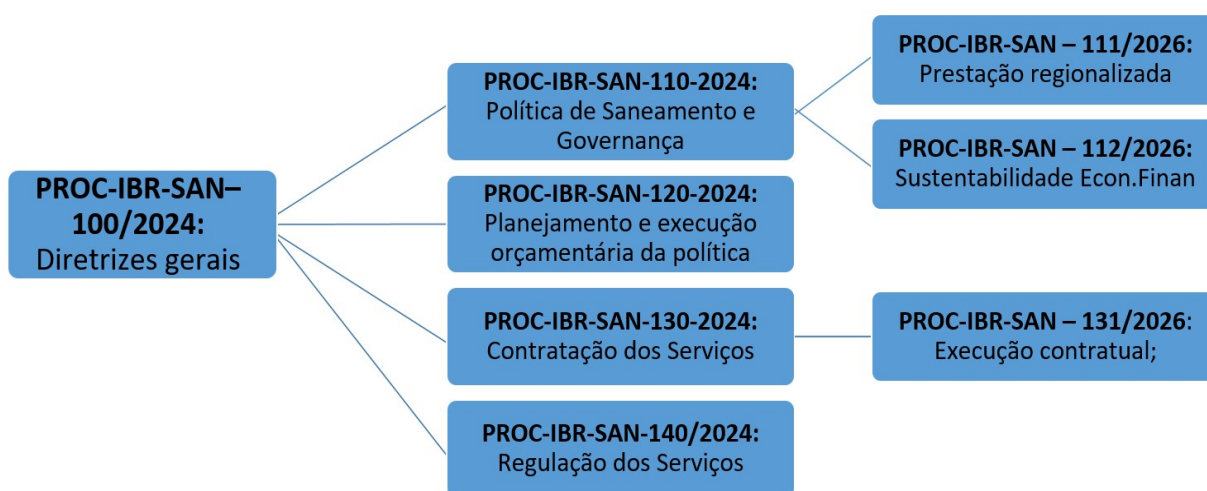 PROC-IBR-SAN–
100/2024:
Diretrizes gerais
PROC-IBR-SAN-110-2024:
Política de Saneamento e
Governança
PROC-IBR-SAN-120-2024:
Planejamento e execução
orçamentária da política
PROC-IBR-SAN-130-2024:
Contratação dos Serviços
PROC-IBR-SAN-140/2024:
Regulação dos Serviços
PROC-IBR-SAN – 111/2026:
Prestação regionalizada
PROC-IBR-SAN – 112/2026:
Sustentabilidade Econ.Finan
PROC-IBR-SAN – 131/2026:
Execução contratual;